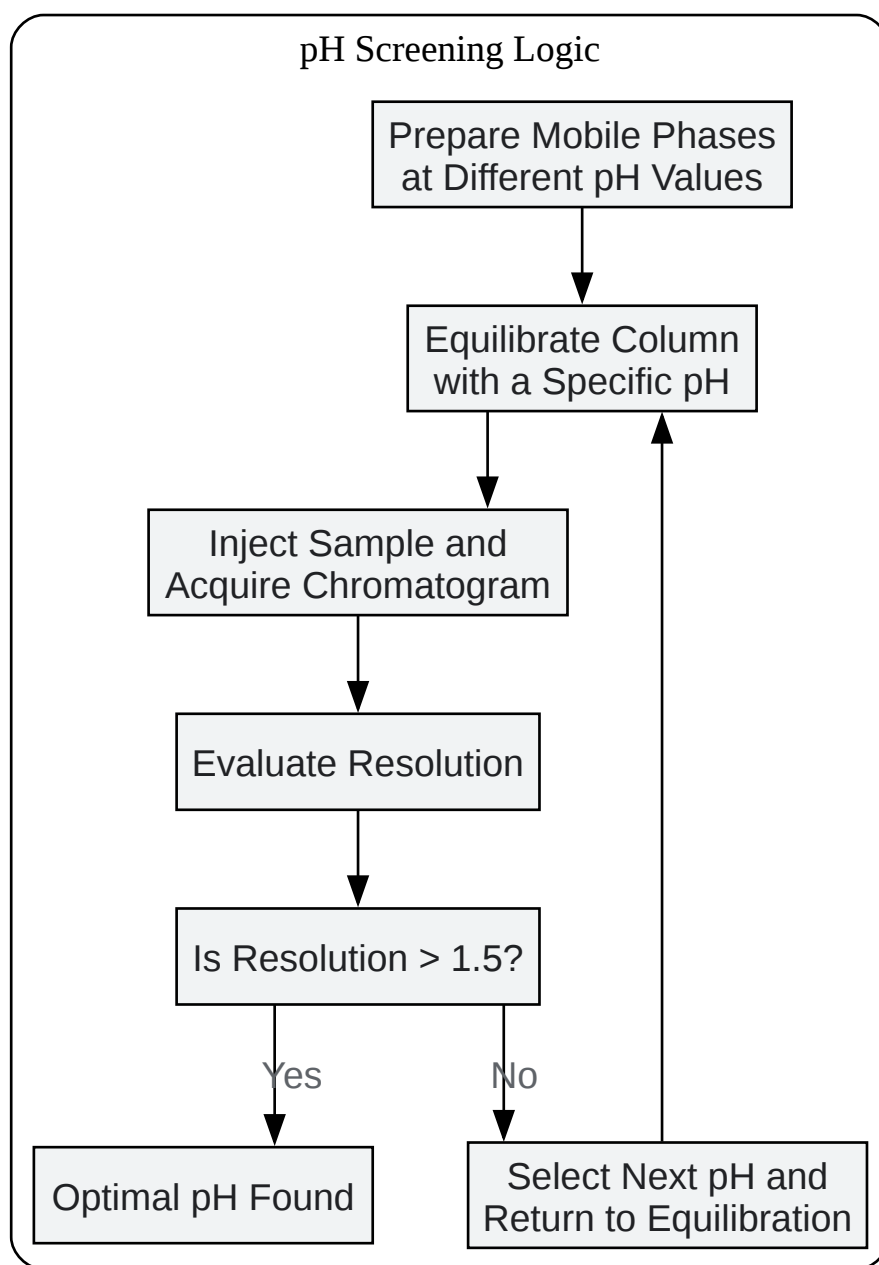 pH Screening Logic
Prepare Mobile Phases
at Different pH Values
Equilibrate Column
with a Specific pH
Inject Sample and
Acquire Chromatogram
Evaluate Resolution
Is Resolution > 1.5?
Yes
No
Optimal pH Found
Select Next pH and
Return to Equilibration